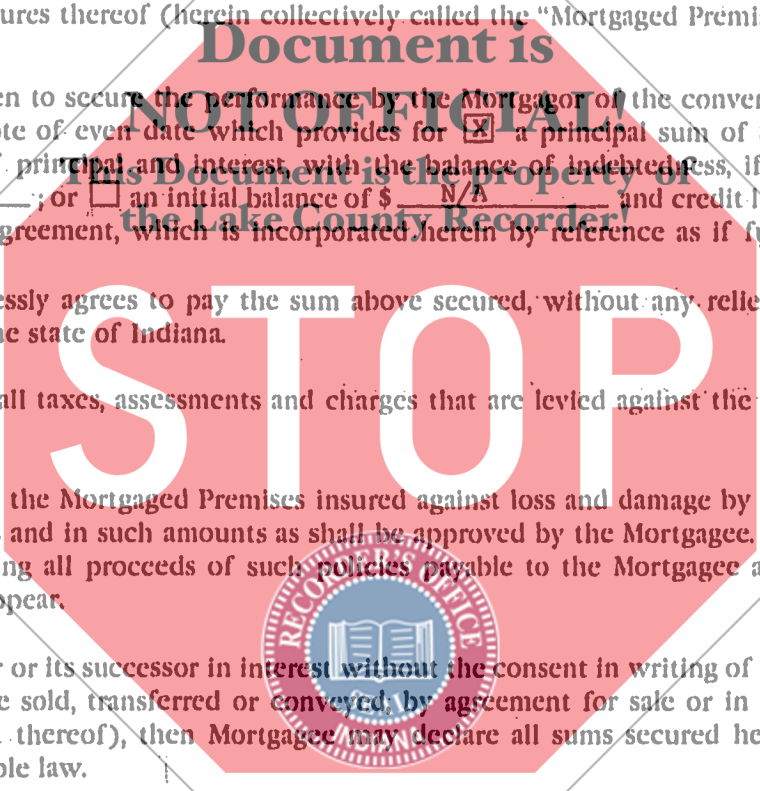 ures thereof (herein collectively called the “Mortgaged Premi
Document is
en to secure the performance by the Mortgagor of the conver
NOT OFFICIAL!
ote of even date which provides for [x] a principal sum of
principal and interest, with the balance of indebtedness, if
This Document is the property of
; or ☐ an initial balance of $ N/A and credit
the Lake County Recorder!
greement, which is incorporated herein by reference as if fu
essly agrees to pay the sum above secured, without any relie
e state of Indiana.
STOP
all taxes, assessments and charges that are levied against the
the Mortgaged Premises insured against loss and damage by
and in such amounts as shall be approved by the Mortgagee.
ng all proceeds of such policies payable to the Mortgagee a
ppear.
RECORDER'S OFFICE
r or its successor in interest without the consent in writing of
e sold, transferred or conveyed; by agreement for sale or in
SEAL
thereof), then Mortgagee may declare all sums secured he
INDIANA
ble law.